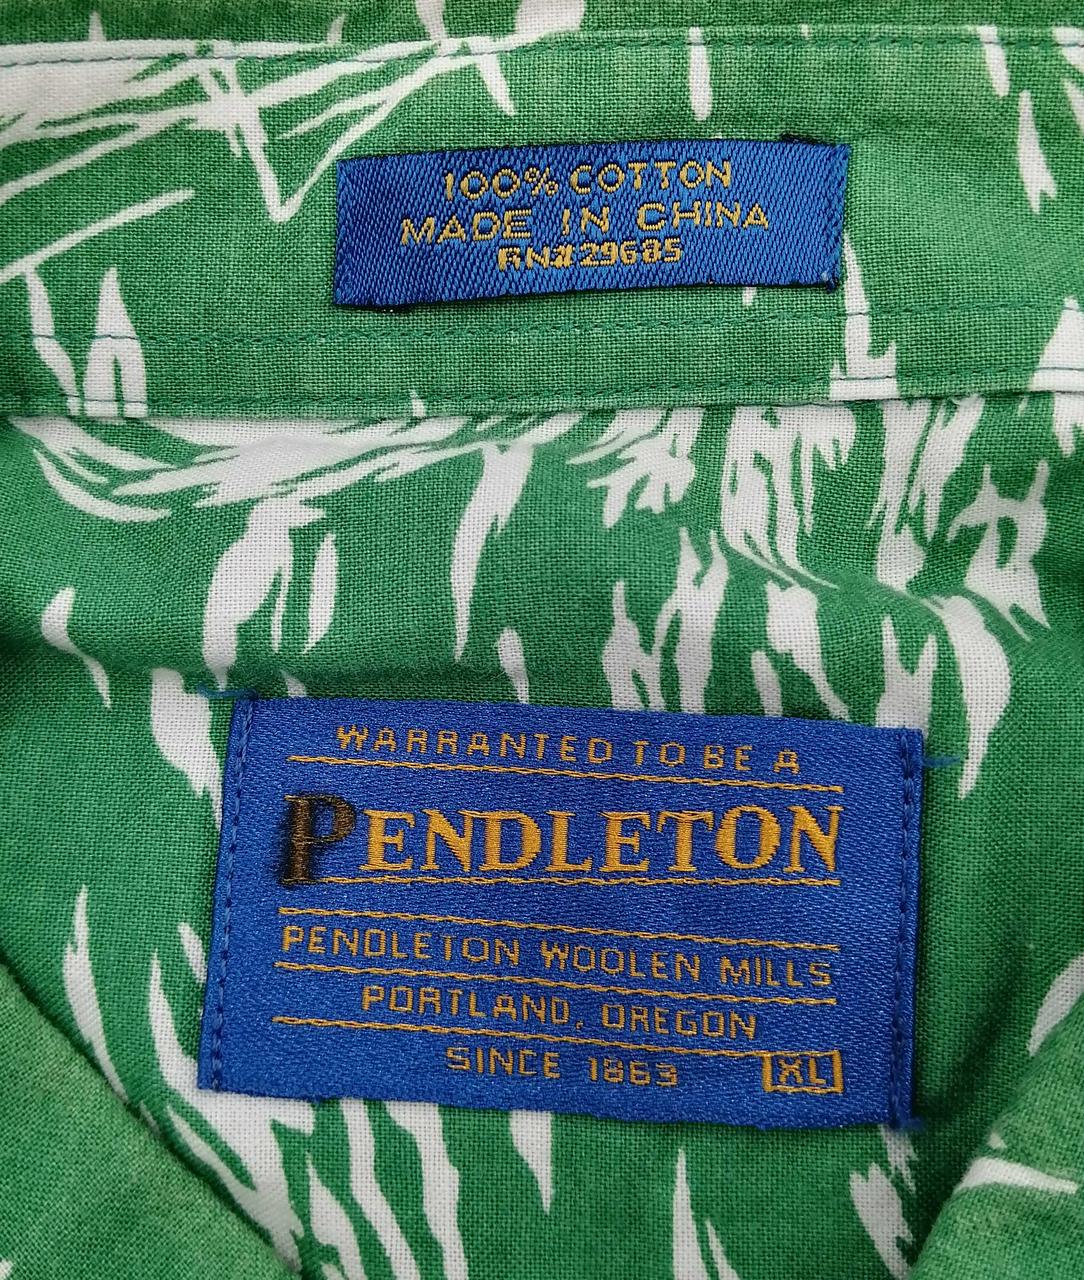 100% COTTON
MADE IN CHINA
RN# 29685
WARRANTED TO BE A
PENDLETON
PENDLETON WOOLEN MILLS
PORTLAND, OREGON
SINCE 1863
XL